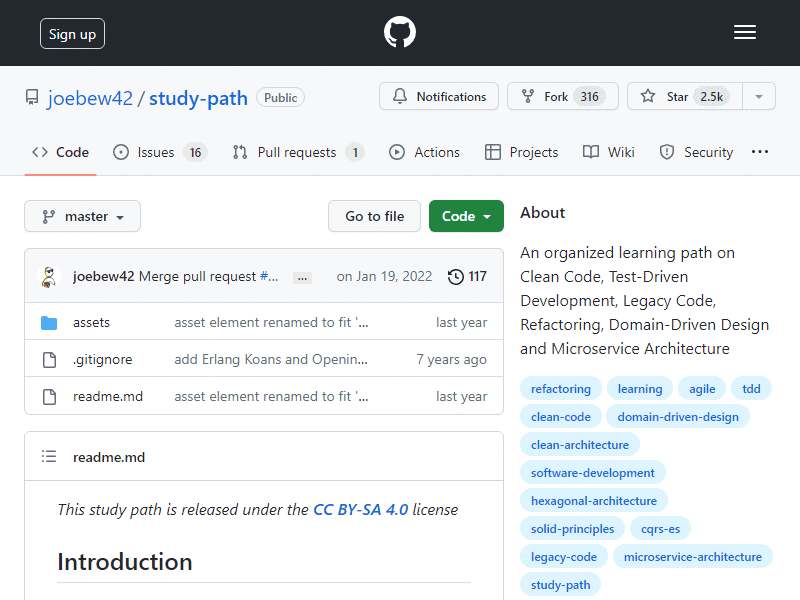 Sign up
joebew42 / study-path Public
Notifications
Fork 316
Star 2.5k
Code
Issues 16
Pull requests 1
Actions
Projects
Wiki
Security
master
Go to file
Code
joebew42 Merge pull request #... ... on Jan 19, 2022 117
assets asset element renamed to fit '... last year
.gitignore add Erlang Koans and Openin... 7 years ago
readme.md asset element renamed to fit '... last year
readme.md
This study path is released under the CC BY-SA 4.0 license
Introduction
About
An organized learning path on
Clean Code, Test-Driven
Development, Legacy Code,
Refactoring, Domain-Driven Design
and Microservice Architecture
refactoring learning agile tdd
clean-code domain-driven-design
clean-architecture
software-development
hexagonal-architecture
solid-principles cqrs-es
legacy-code microservice-architecture
study-path